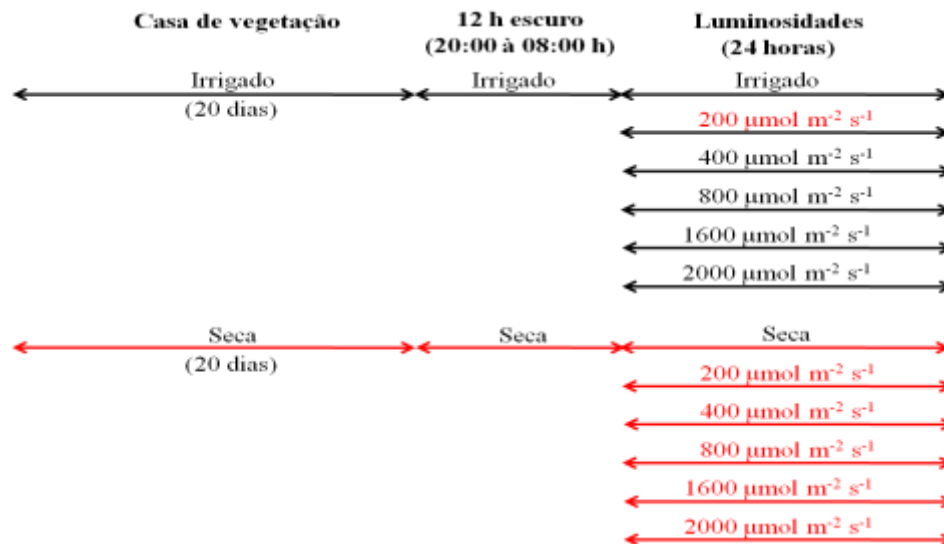 Casa de vegetação
12 h escuro
(20:00 à 08:00 h)
Luminosidades
(24 horas)
Irrigado
(20 dias)
Irrigado
Irrigado
200 μmol m⁻² s⁻¹
400 μmol m⁻² s⁻¹
800 μmol m⁻² s⁻¹
1600 μmol m⁻² s⁻¹
2000 μmol m⁻² s⁻¹
Seca
(20 dias)
Seca
Seca
200 μmol m⁻² s⁻¹
400 μmol m⁻² s⁻¹
800 μmol m⁻² s⁻¹
1600 μmol m⁻² s⁻¹
2000 μmol m⁻² s⁻¹